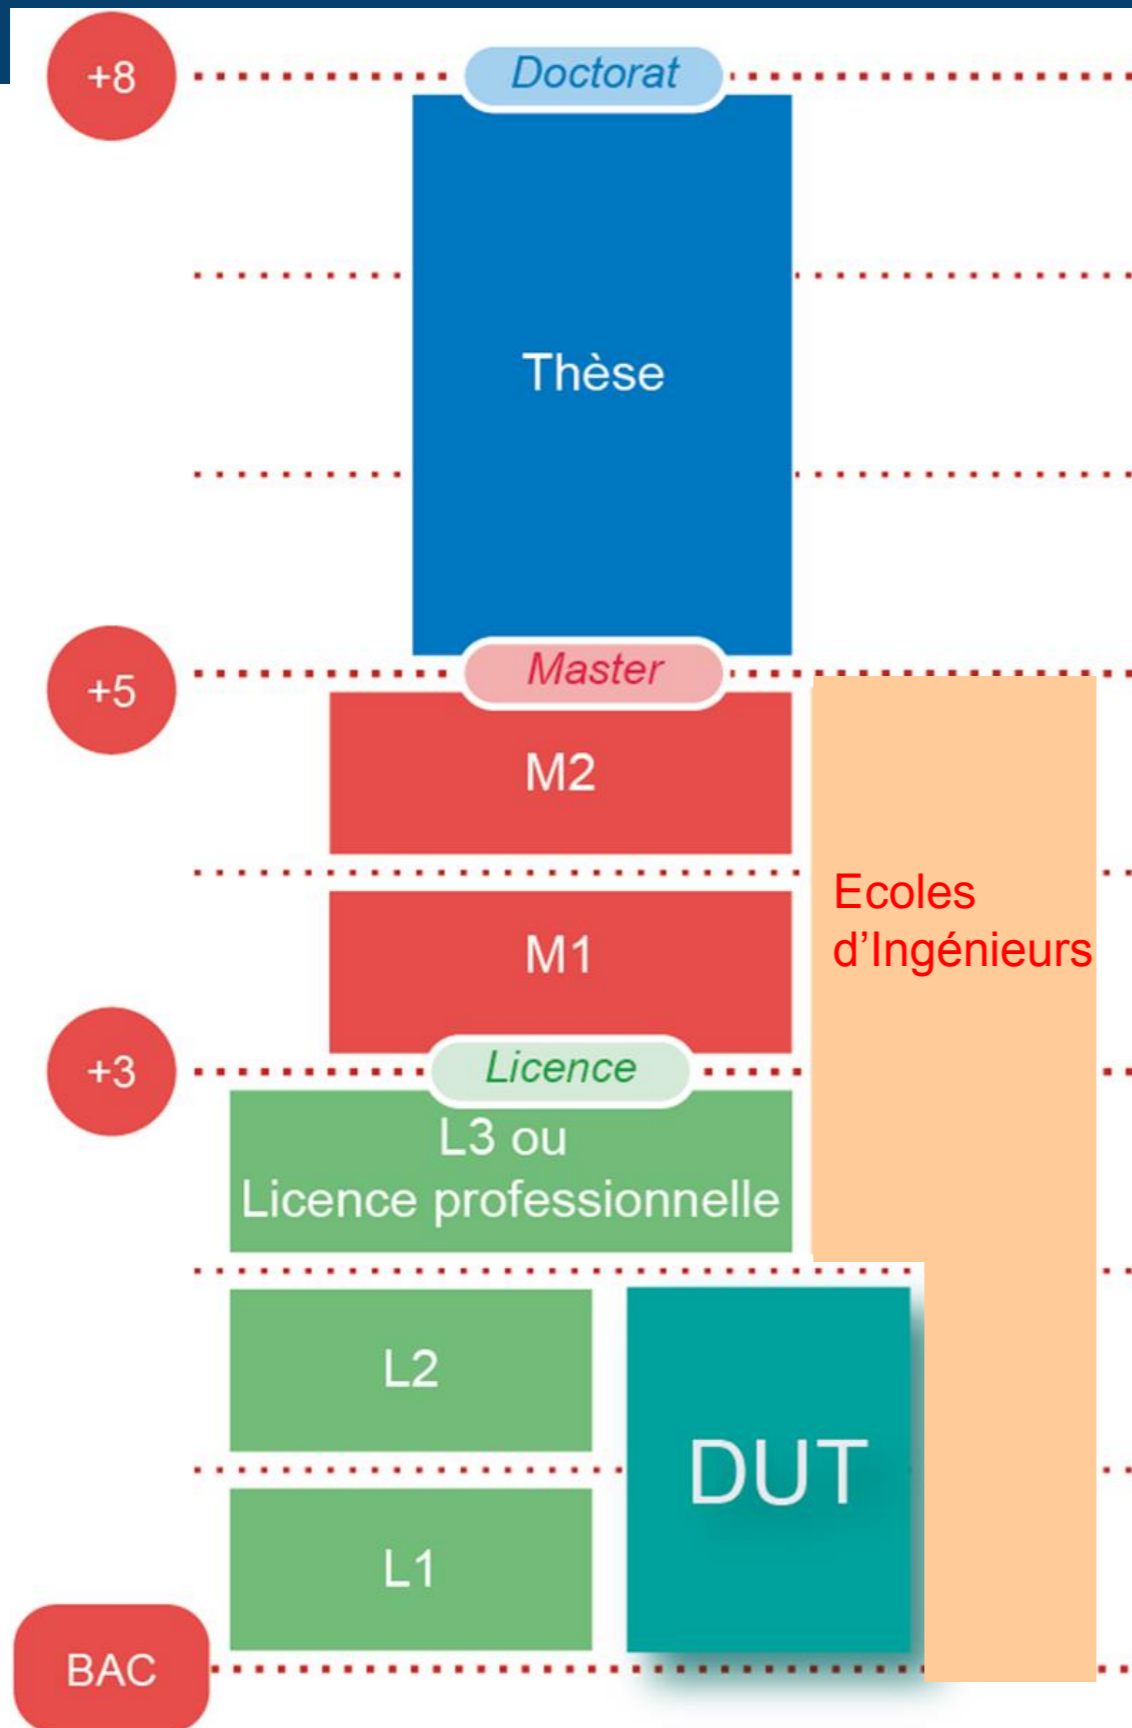 +8
Doctorat
Thèse
+5
Master
M2
Ecoles
d’Ingénieurs
M1
+3
Licence
L3 ou
Licence professionnelle
L2
DUT
L1
BAC